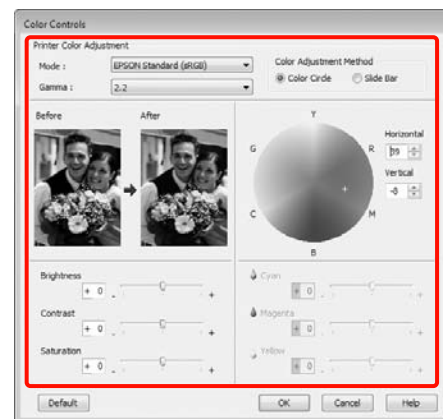 Color Controls
Printer Color Adjustment
Mode : EPSON Standard (sRGB)
Gamma : 2.2
Color Adjustment Method
Color Circle Slide Bar
Before After
Y
G R
C M
B
Horizontal
39
Vertical
-8
Brightness
+ 0 - +
Contrast
+ 0 - +
Saturation
+ 0 - +
Cyan
+ 0 - +
Magenta
+ 0 - +
Yellow
+ 0 - +
Default OK Cancel Help